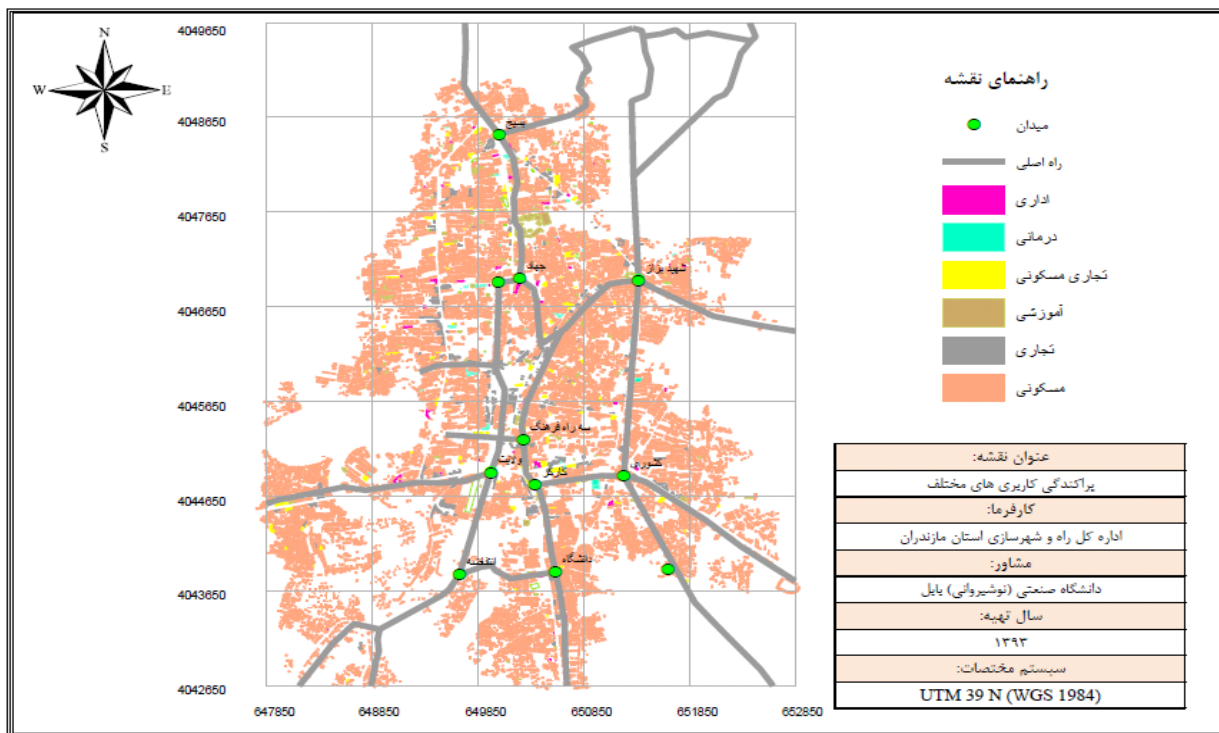 N
W
E
S
4049650
4048650
4047650
4046650
4045650
4044650
4043650
4042650
647850
648850
649850
650850
651850
652850
بسیج
جهاد
شهید بزاز
سه راه فرهنگ
ولایت
کارگر
کشوری
انتفاضه
دانشگاه
راهنمای نقشه
میدان
راه اصلی
اداری
درمانی
تجاری مسکونی
آموزشی
تجاری
مسکونی
عنوان نقشه:
پراکندگی کاربری های مختلف
کارفرما:
اداره کل راه و شهرسازی استان مازندران
مشاور:
دانشگاه صنعتی (نوشیروانی) بابل
سال تهیه:
۱۳۹۳
سیستم مختصات:
UTM 39 N (WGS 1984)